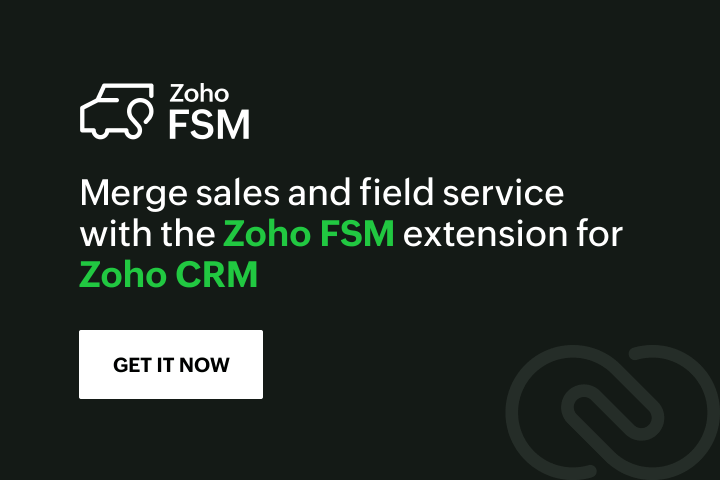 Zoho
FSM
Merge sales and field service
with the Zoho FSM extension for
Zoho CRM
GET IT NOW